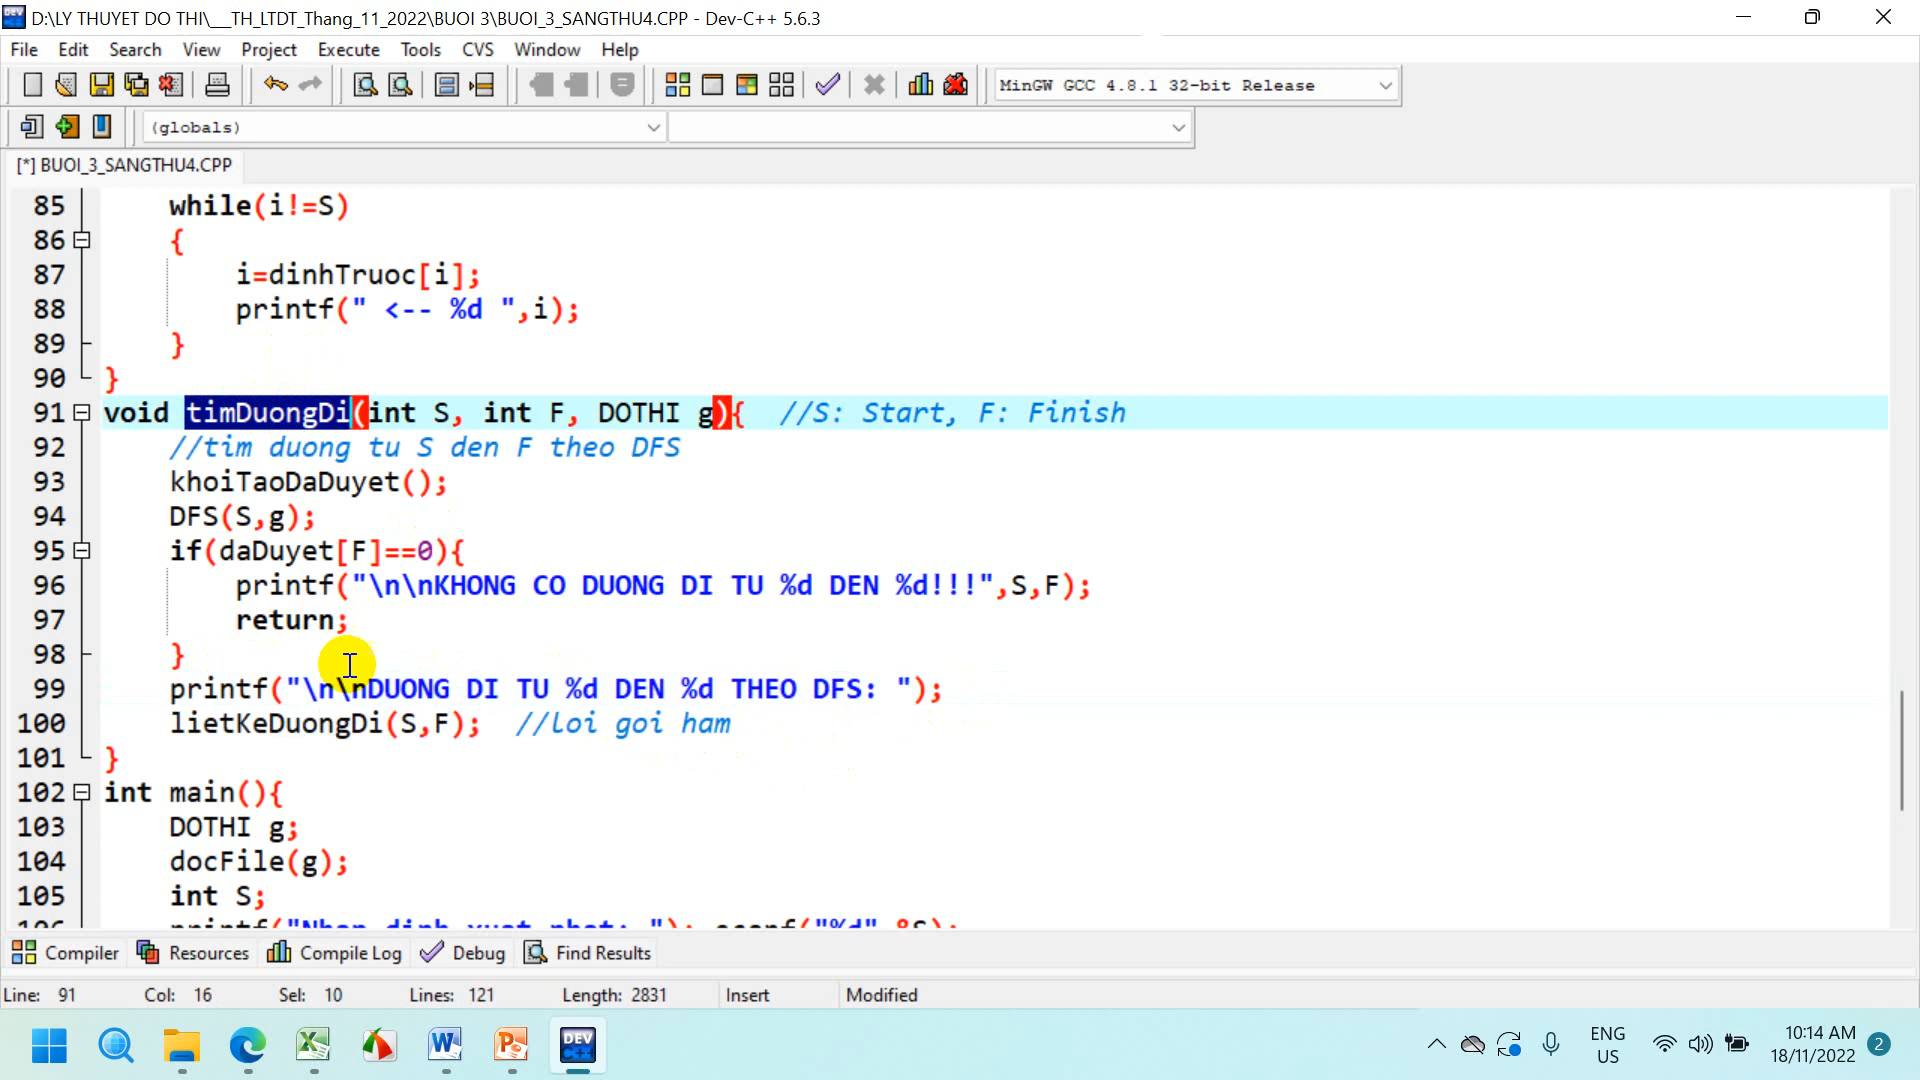 D:\LY THUYET DO THI\__TH_LTDT_Thang_11_2022\BUOI 3\BUOI_3_SANGTHU4.CPP - Dev-C++ 5.6.3
File Edit Search View Project Execute Tools CVS Window Help
MinGW GCC 4.8.1 32-bit Release
(globals)
[*] BUOI_3_SANGTHU4.CPP
85 while(i!=S)
86 {
87 i=dinhTruoc[i];
88 printf(" <-- %d ",i);
89 }
90 }
91 void timDuongDi(int S, int F, DOTHI g){ //S: Start, F: Finish
92 //tim duong tu S den F theo DFS
93 khoiTaoDaDuyet();
94 DFS(S,g);
95 if(daDuyet[F]==0){
96 printf("\n\nKHONG CO DUONG DI TU %d DEN %d!!!",S,F);
97 return;
98 }
99 printf("\n\nDUONG DI TU %d DEN %d THEO DFS: ");
100 lietKeDuongDi(S,F); //loi goi ham
101 }
102 int main(){
103 DOTHI g;
104 docFile(g);
105 int S;
106 printf("Nhap dinh xuat phat: "); scanf("%d",&S);
Compiler Resources Compile Log Debug Find Results
Line: 91 Col: 16 Sel: 10 Lines: 121 Length: 2831 Insert Modified
DEV C++
ENG
US
10:14 AM
18/11/2022
2